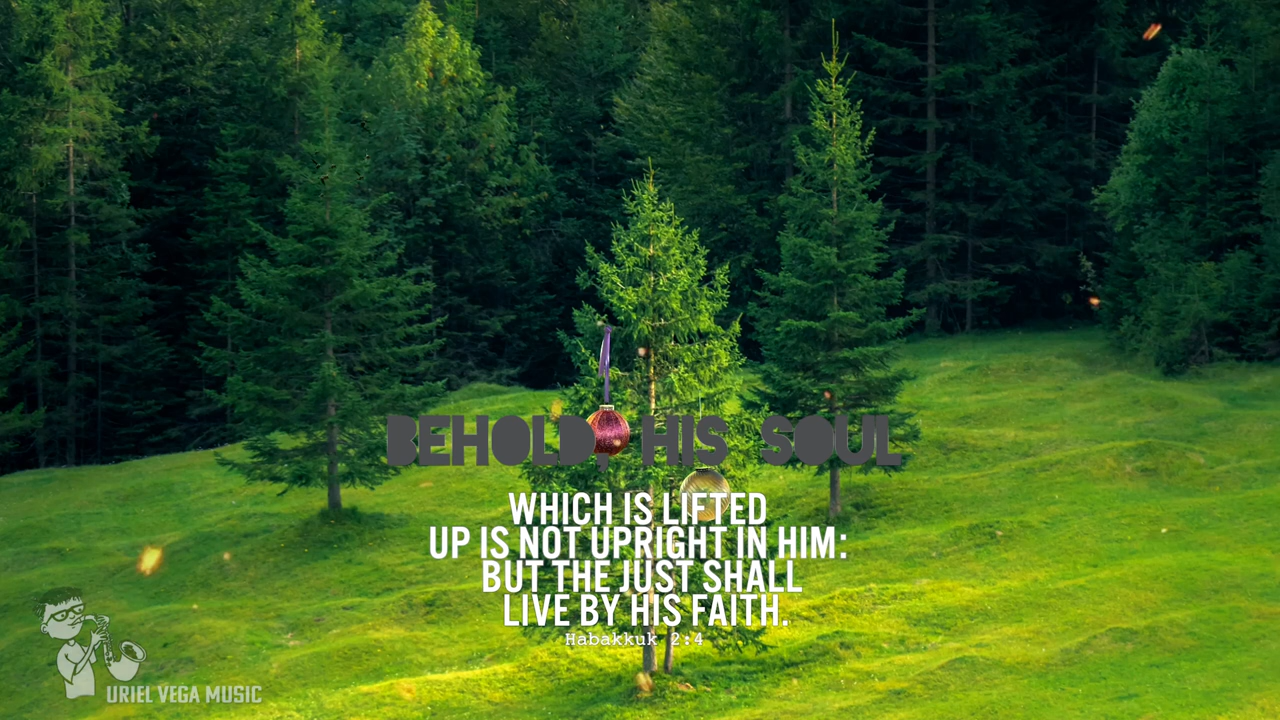 BEHOLD, HIS SOUL
WHICH IS LIFTED
UP IS NOT UPRIGHT IN HIM:
BUT THE JUST SHALL
LIVE BY HIS FAITH.
Habakkuk 2:4
URIEL VEGA MUSIC